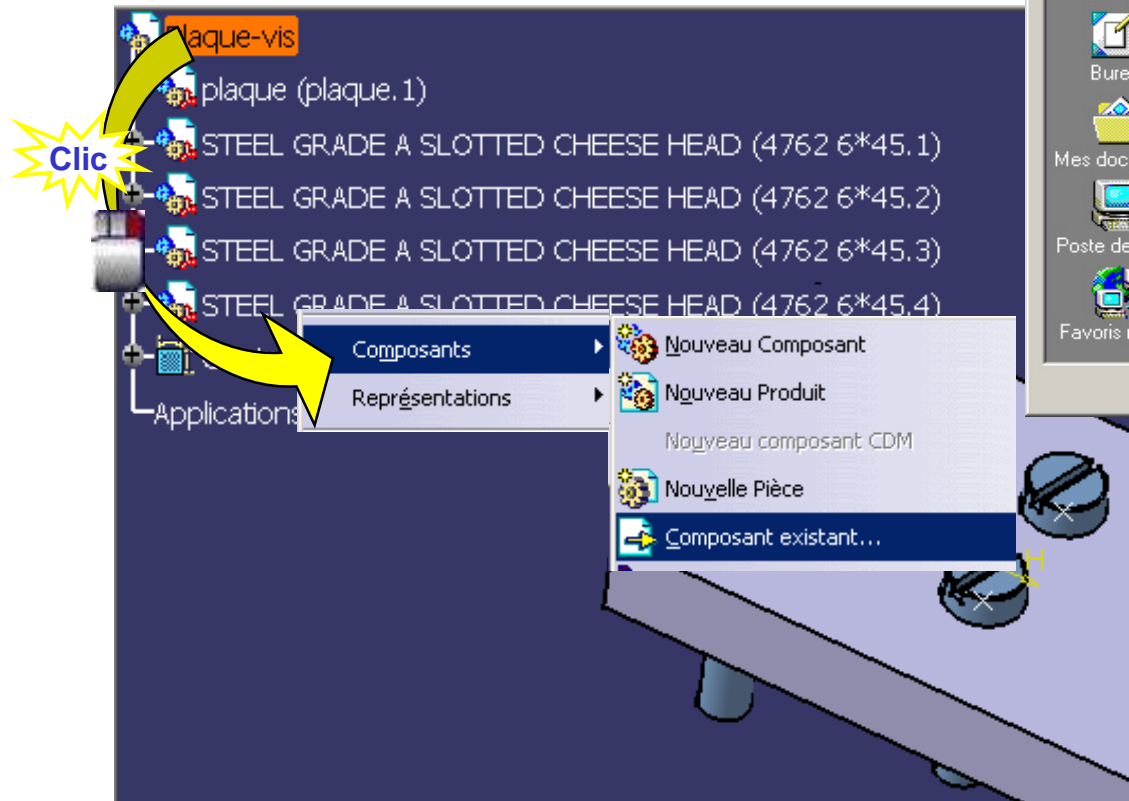 Plaque-vis
plaque (plaque.1)
Clic
STEEL GRADE A SLOTTED CHEESE HEAD (4762 6*45.1)
STEEL GRADE A SLOTTED CHEESE HEAD (4762 6*45.2)
STEEL GRADE A SLOTTED CHEESE HEAD (4762 6*45.3)
STEEL GRADE A SLOTTED CHEESE HEAD (4762 6*45.4)
Applications
Composants
Représentations
Nouveau Composant
Nouveau Produit
Nouveau composant CDM
Nouvelle Pièce
Composant existant...
H
Bure
Mes doc
Poste de
Favoris